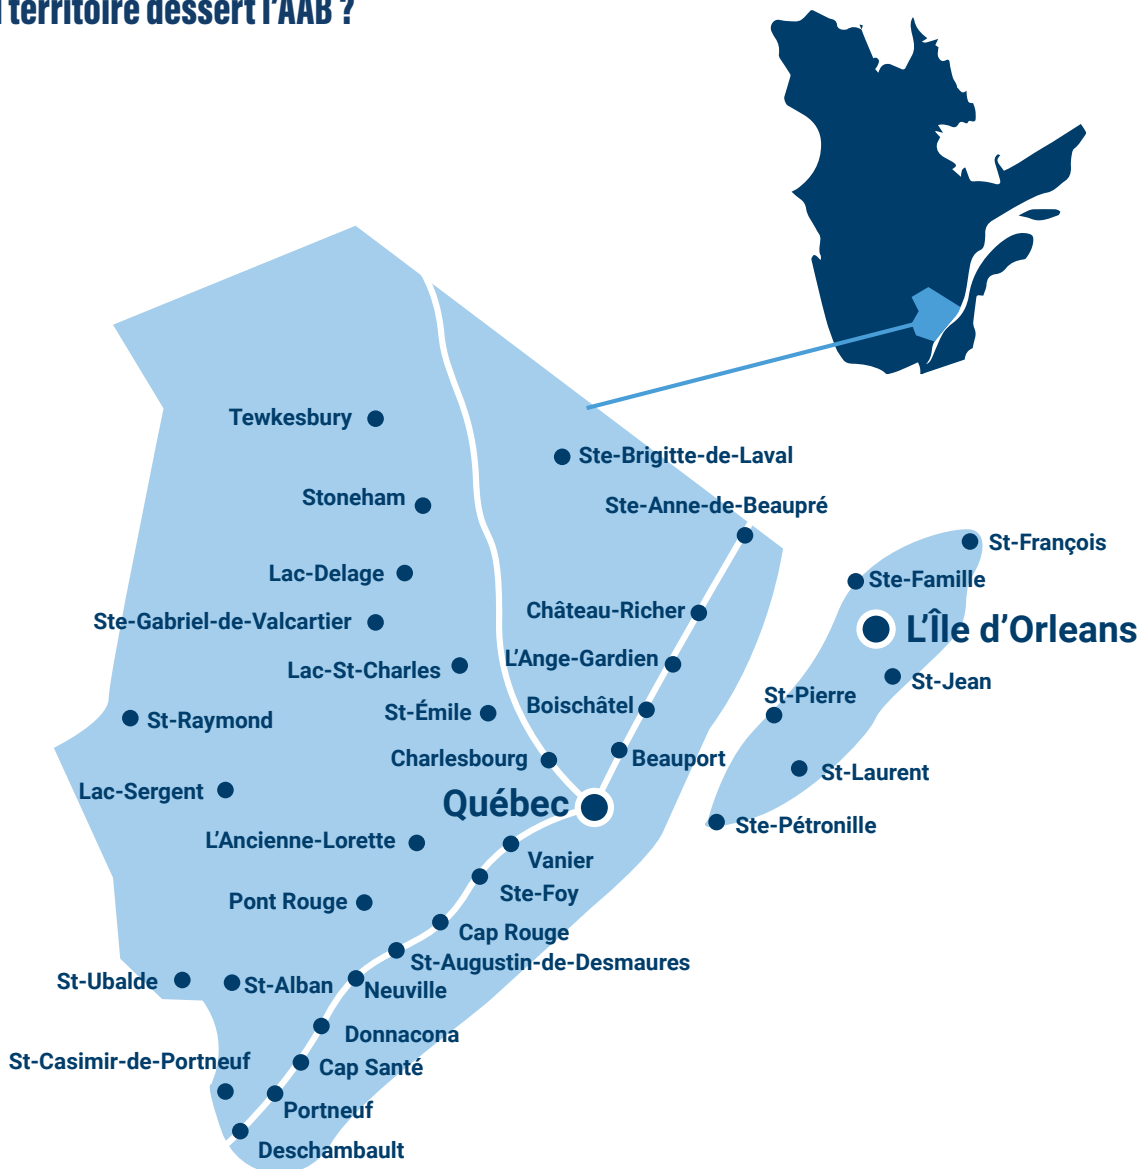 territoire dessert l'AAB ?
Tewkesbury
Ste-Brigitte-de-Laval
Stoneham
Ste-Anne-de-Beaupré
St-François
Lac-Delage
Ste-Famille
Château-Richer
Ste-Gabriel-de-Valcartier
L'Île d'Orleans
L'Ange-Gardien
Lac-St-Charles
St-Jean
St-Pierre
Boischâtel
St-Émile
St-Raymond
Charlesbourg
Beauport
St-Laurent
Lac-Sergent
Québec
Ste-Pétronille
L'Ancienne-Lorette
Vanier
Ste-Foy
Pont Rouge
Cap Rouge
St-Augustin-de-Desmaures
St-Ubalde
St-Alban
Neuville
Donnacona
St-Casimir-de-Portneuf
Cap Santé
Portneuf
Deschambault